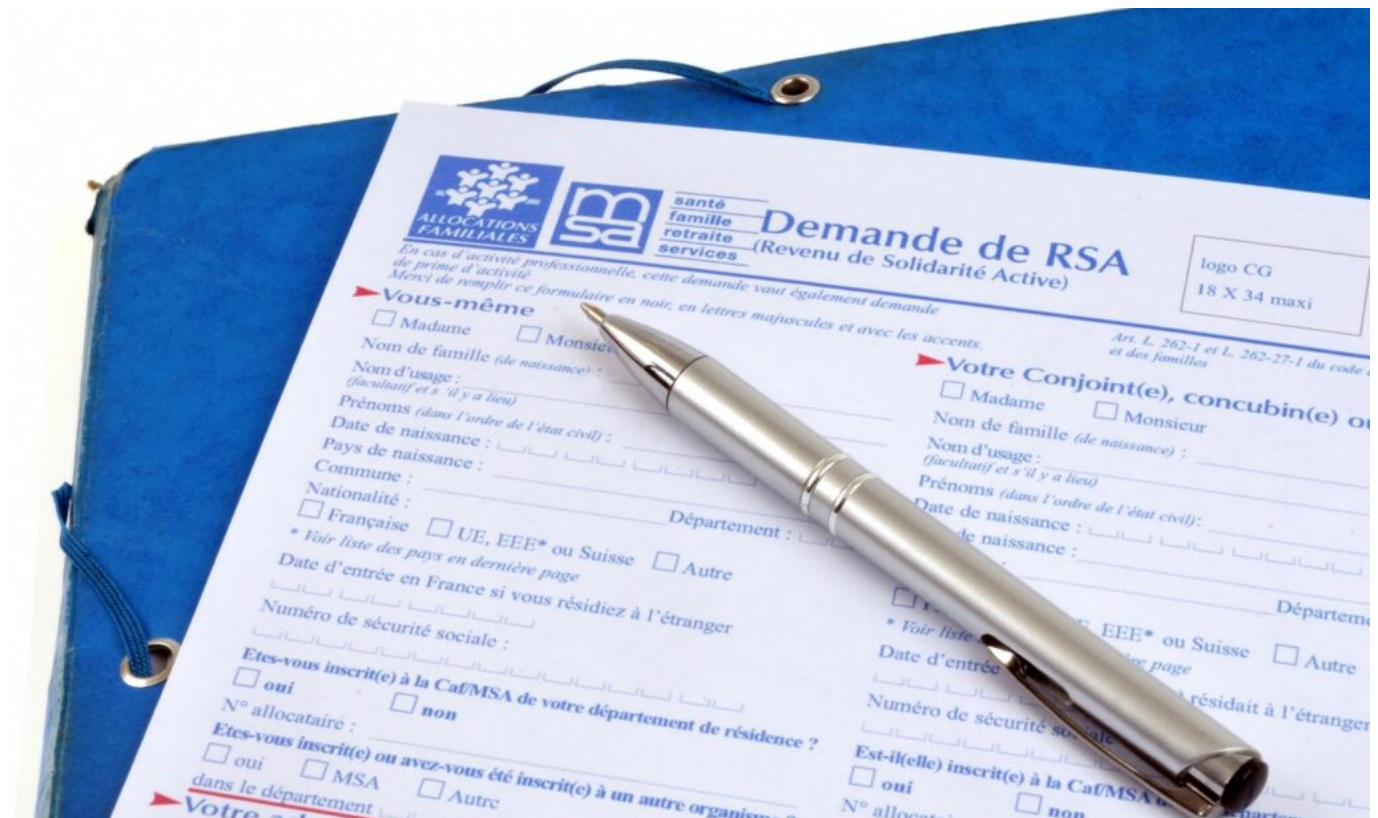 ALLOCATIONS
FAMILIALES
msa
santé
famille
retraite
services
Demande de RSA
(Revenu de Solidarité Active)
logo CG
18 X 34 maxi
En cas d'activité professionnelle, cette demande vaut également demande
de prime d'activité
Merci de remplir ce formulaire en noir, en lettres majuscules et avec les accents.
Art. L. 262-1 et L. 262-27-1 du code
et des familles
Vous-même
Madame Monsieur
Nom de famille (de naissance) :
Nom d'usage :
(facultatif et s'il y a lieu)
Prénoms (dans l'ordre de l'état civil) :
Date de naissance :
Pays de naissance :
Commune :
Département :
Nationalité :
Française UE, EEE* ou Suisse Autre
* Voir liste des pays en dernière page
Date d'entrée en France si vous résidiez à l'étranger
Numéro de sécurité sociale :
Etes-vous inscrit(e) à la Caf/MSA de votre département de résidence ?
oui non
N° allocataire :
Etes-vous inscrit(e) ou avez-vous été inscrit(e) à un autre organisme ?
oui MSA Autre
dans le département
Votre
Votre Conjoint(e), concubin(e) ou
Madame Monsieur
Nom de famille (de naissance) :
Nom d'usage :
(facultatif et s'il y a lieu)
Prénoms (dans l'ordre de l'état civil):
Date de naissance :
de naissance :
Départeme
EEE* ou Suisse Autre
* Voir liste page
Date d'entrée résidait à l'étranger
Numéro de sécurité sociale
Est-il(elle) inscrit(e) à la Caf/MSA
oui non
N°